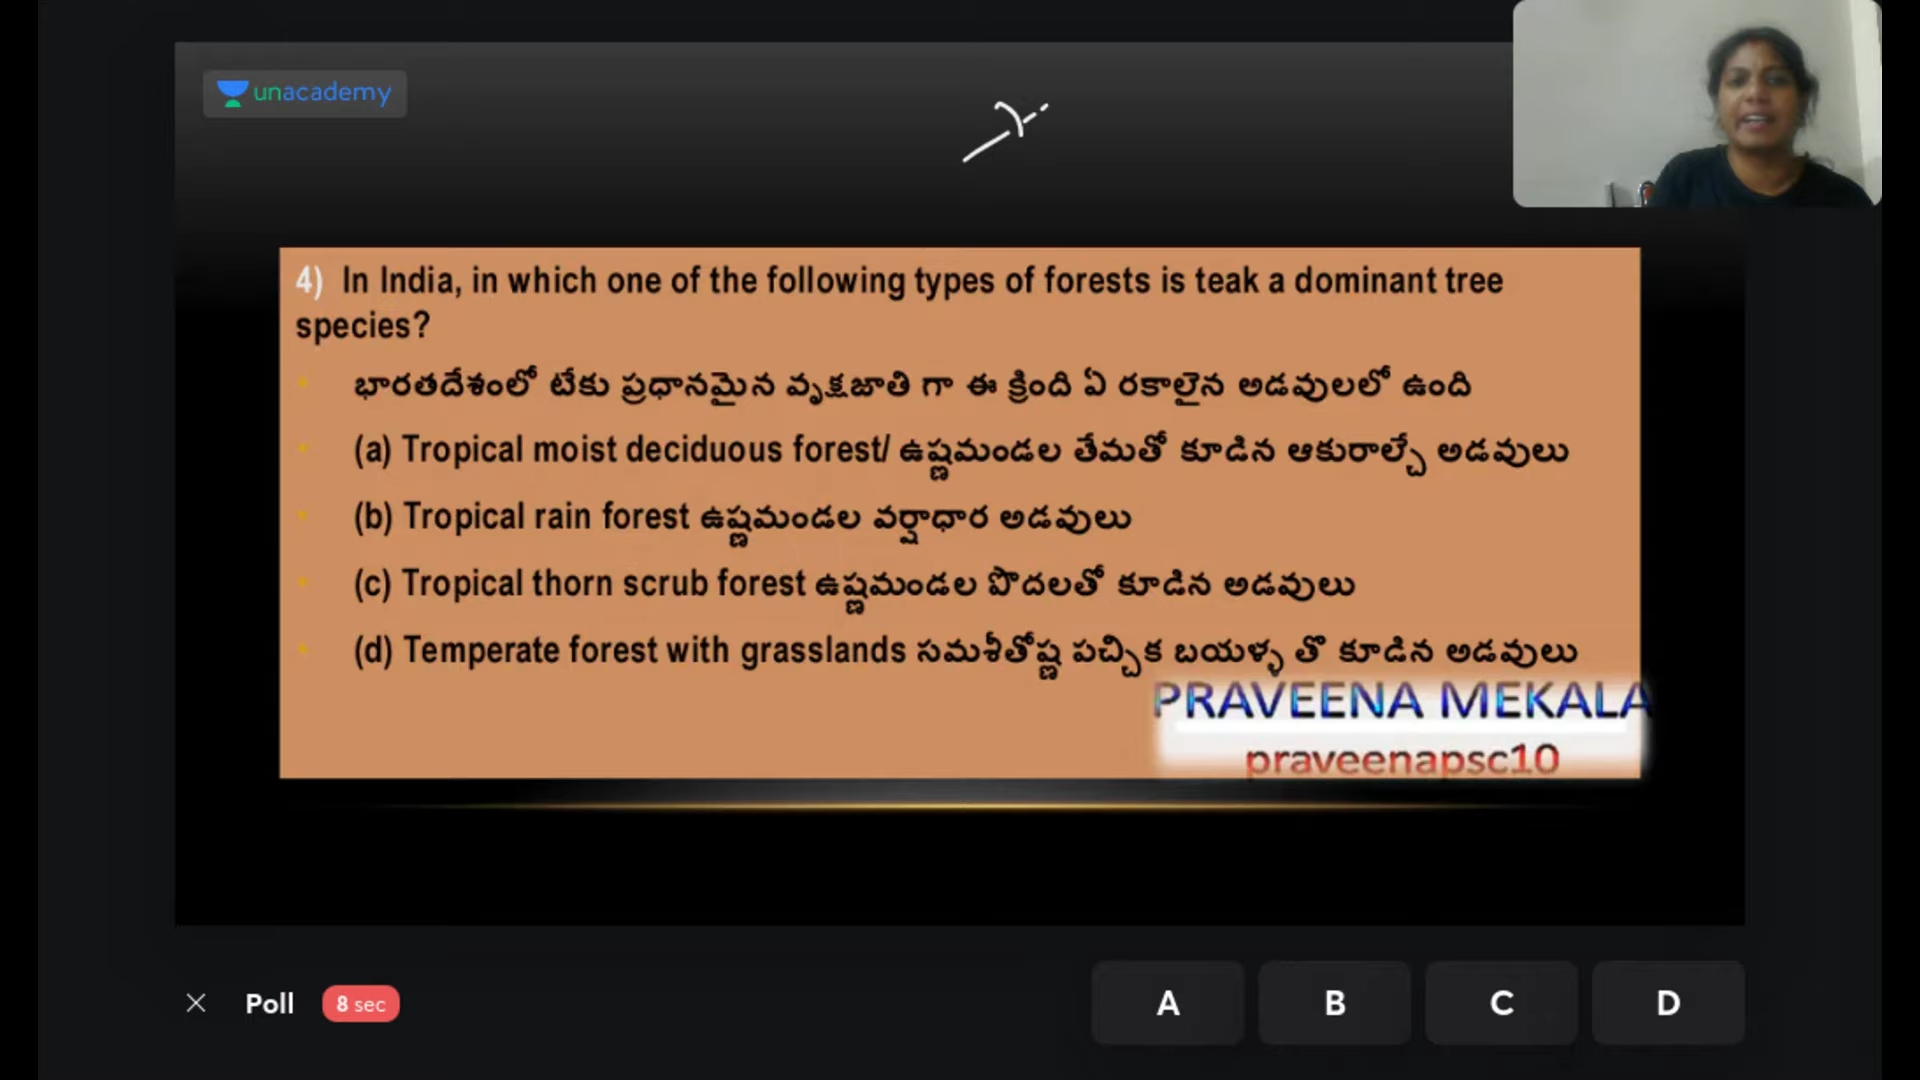 unacademy
4) In India, in which one of the following types of forests is teak a dominant tree
species?
భారతదేశంలో టేకు ప్రధానమైన వృక్షజాతి గా ఈ క్రింది ఏ రకాలైన అడవులలో ఉంది
(a) Tropical moist deciduous forest/ ఉష్ణమండల తేమతో కూడిన ఆకురాల్చే అడవులు
(b) Tropical rain forest ఉష్ణమండల వర్షాధార అడవులు
(c) Tropical thorn scrub forest ఉష్ణమండల పొదలతో కూడిన అడవులు
(d) Temperate forest with grasslands సమశీతోష్ణ పచ్చిక బయళ్ళ తొ కూడిన అడవులు
PRAVEENA MEKALA
praveenapsc10
Poll 8 sec A B C D